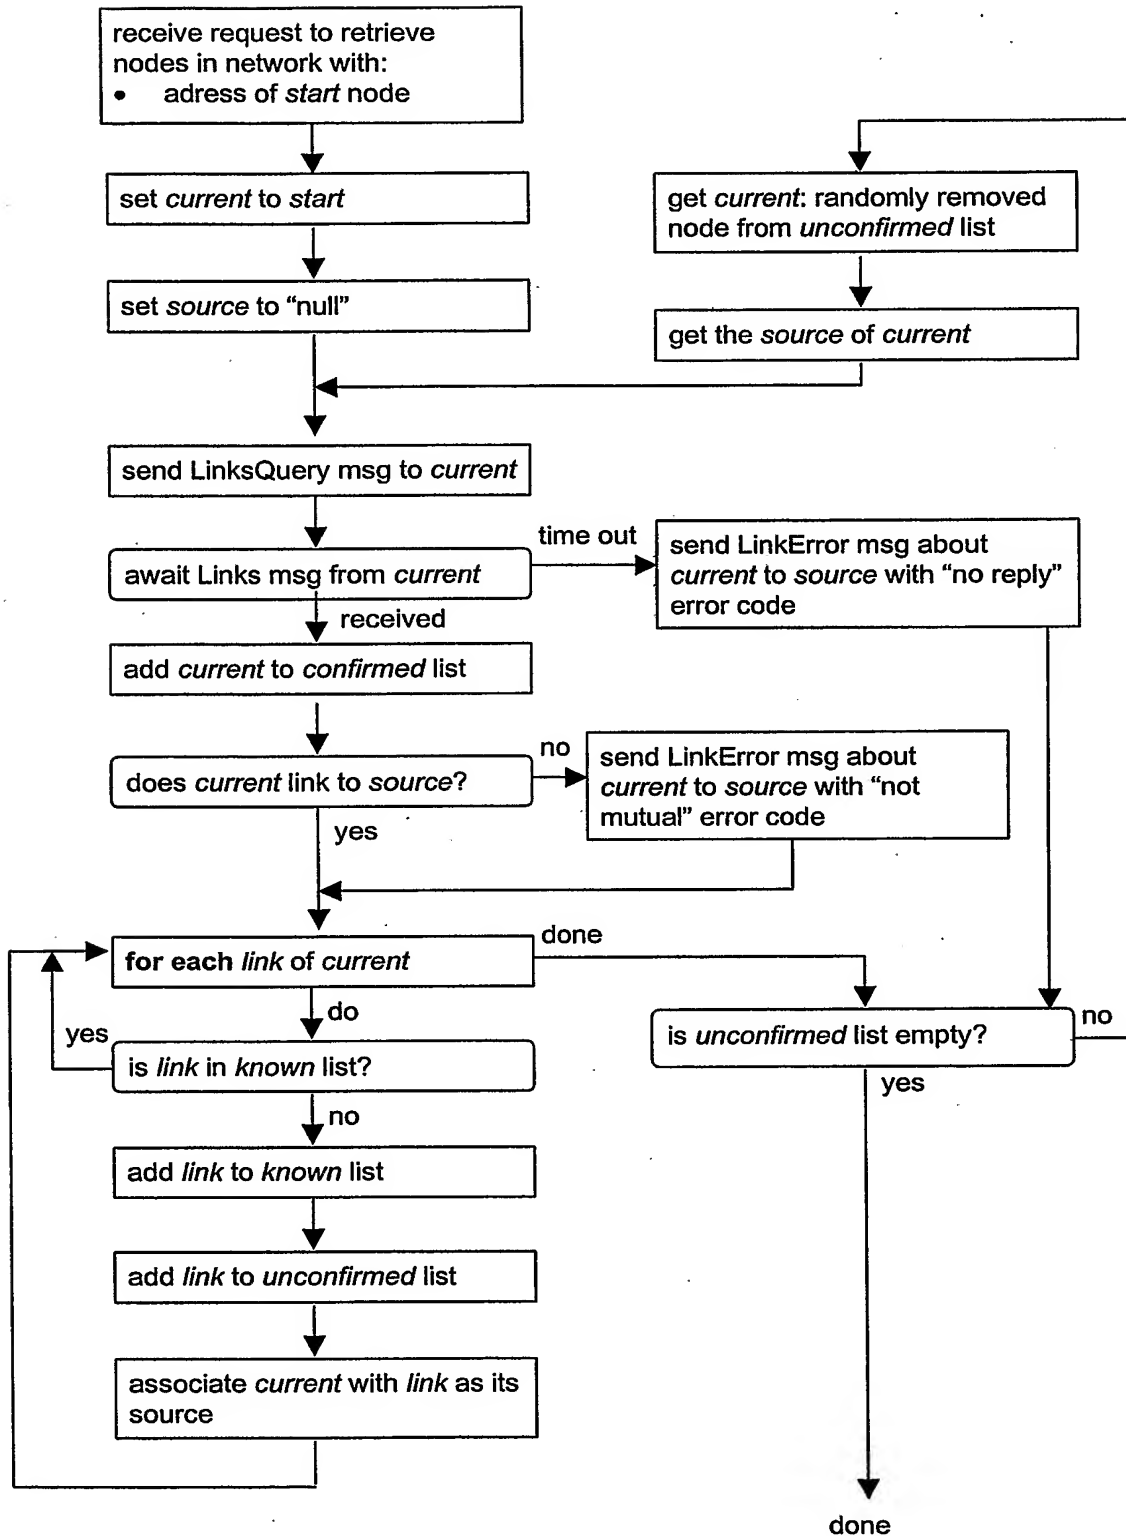 receive request to retrieve
nodes in network with:
• adress of start node
set current to start
get current: randomly removed
node from unconfirmed list
set source to “null”
get the source of current
send LinksQuery msg to current
time out
await Links msg from current
send LinkError msg about
current to source with “no reply”
error code
received
add current to confirmed list
no
does current link to source?
send LinkError msg about
current to source with “not
mutual” error code
yes
done
for each link of current
do
yes
is link in known list?
is unconfirmed list empty?
no
yes
no
add link to known list
add link to unconfirmed list
associate current with link as its
source
done